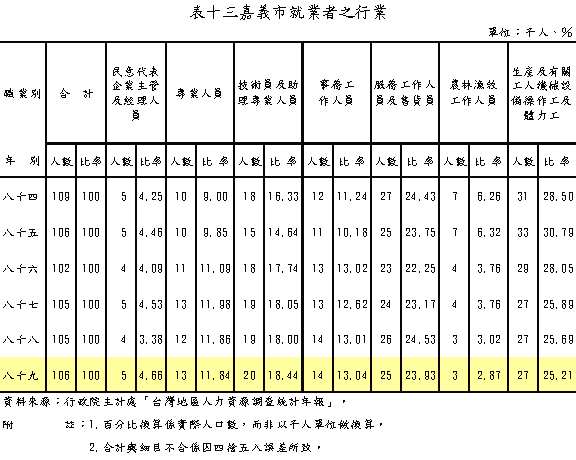 表十三嘉義市就業者之行業
單位：千人、％
職業別 合 計 民意代表企業主管及經理人員 專業人員 技術員及助理專業人員 事務工作人員 服務工作人員及售貨員 農林漁牧工作人員 生產及有關工人機械設備操作工及體力工
年 別 人數 比率 人數 比率 人數 比率 人數 比率 人數 比率 人數 比率 人數 比率 人數 比率
八十四 109 100 5 4.25 10 9.00 18 16.33 12 11.24 27 24.43 7 6.26 31 28.50
八十五 106 100 5 4.46 10 9.85 15 14.64 11 10.18 25 23.75 7 6.32 33 30.79
八十六 102 100 4 4.09 11 11.09 18 17.74 13 13.02 23 22.25 4 3.76 29 28.05
八十七 105 100 5 4.53 13 11.98 19 18.05 13 12.62 24 23.17 4 3.76 27 25.89
八十八 105 100 4 3.38 12 11.86 19 18.00 14 13.01 26 24.53 3 3.02 27 25.69
八十九 106 100 5 4.66 13 11.84 20 18.44 14 13.04 25 23.93 3 2.87 27 25.21
資料來源：行政院主計處「台灣地區人力資源調查統計年報」。
附 註：1.百分比換算係實際人口數，而非以千人單位做換算。
2.合計與細目不合係因四捨五入誤差所致。